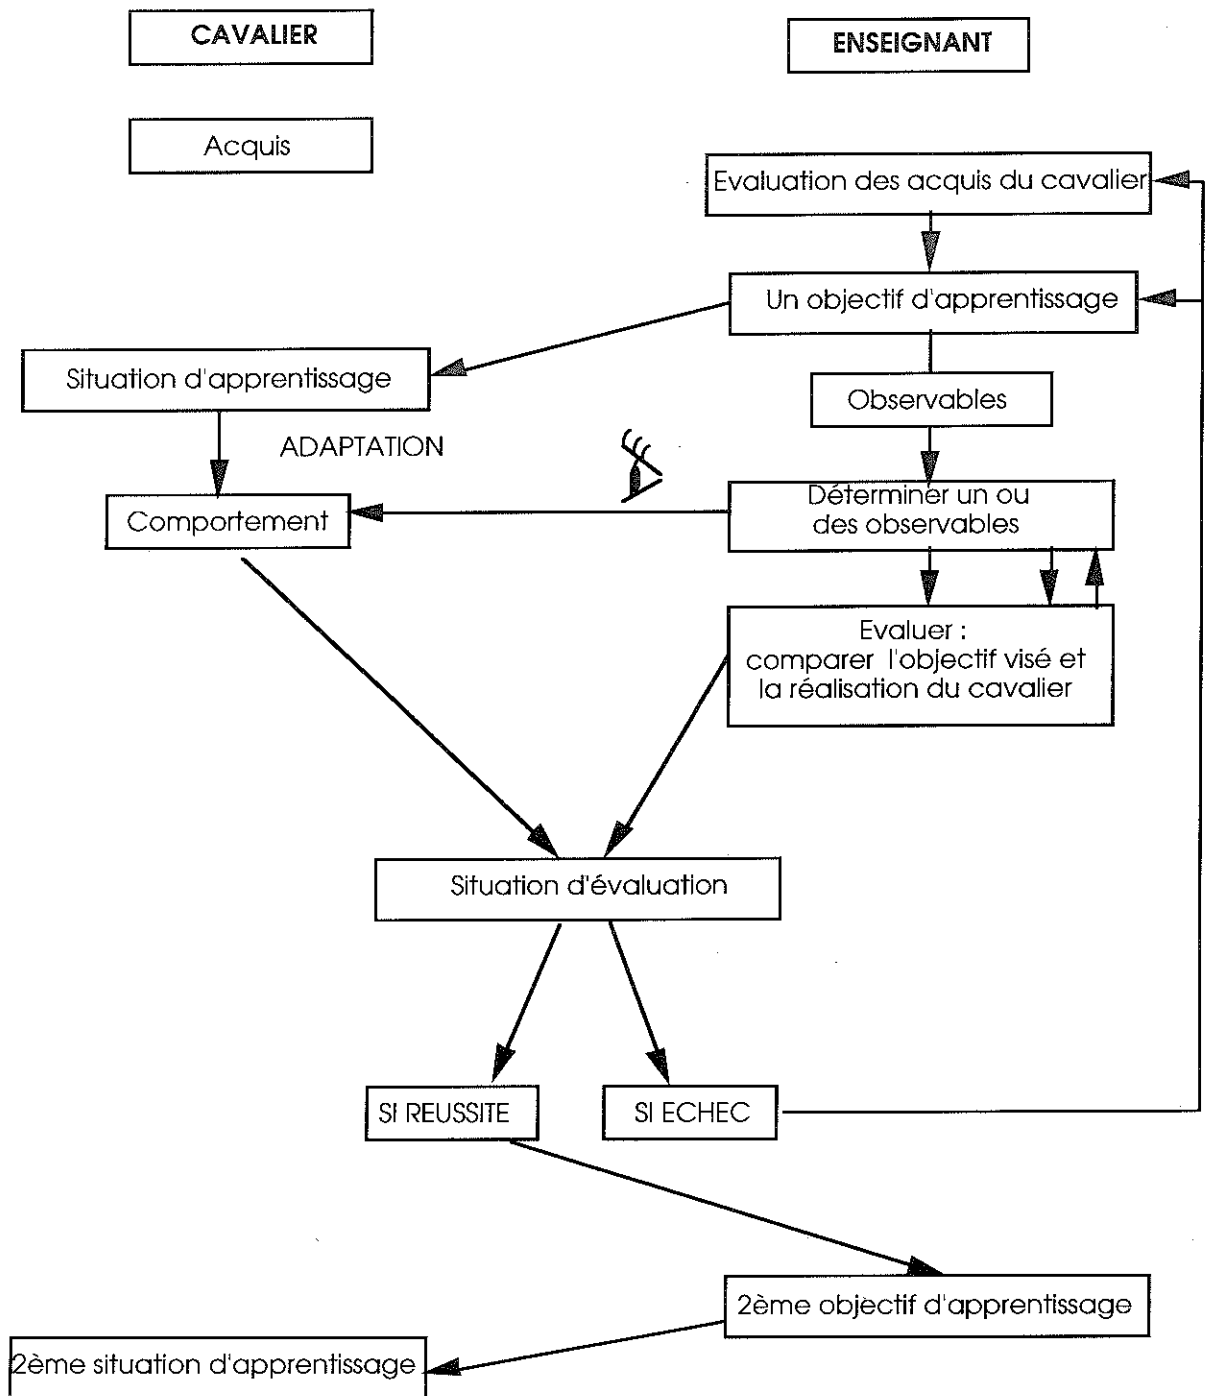 CAVALIER
ENSEIGNANT
Acquis
Evaluation des acquis du cavalier
Un objectif d'apprentissage
Situation d'apprentissage
Observables
ADAPTATION
Déterminer un ou
des observables
Comportement
Evaluer :
comparer l'objectif visé et
la réalisation du cavalier
Situation d'évaluation
SI REUSSITE
SI ECHEC
2ème objectif d'apprentissage
2ème situation d'apprentissage